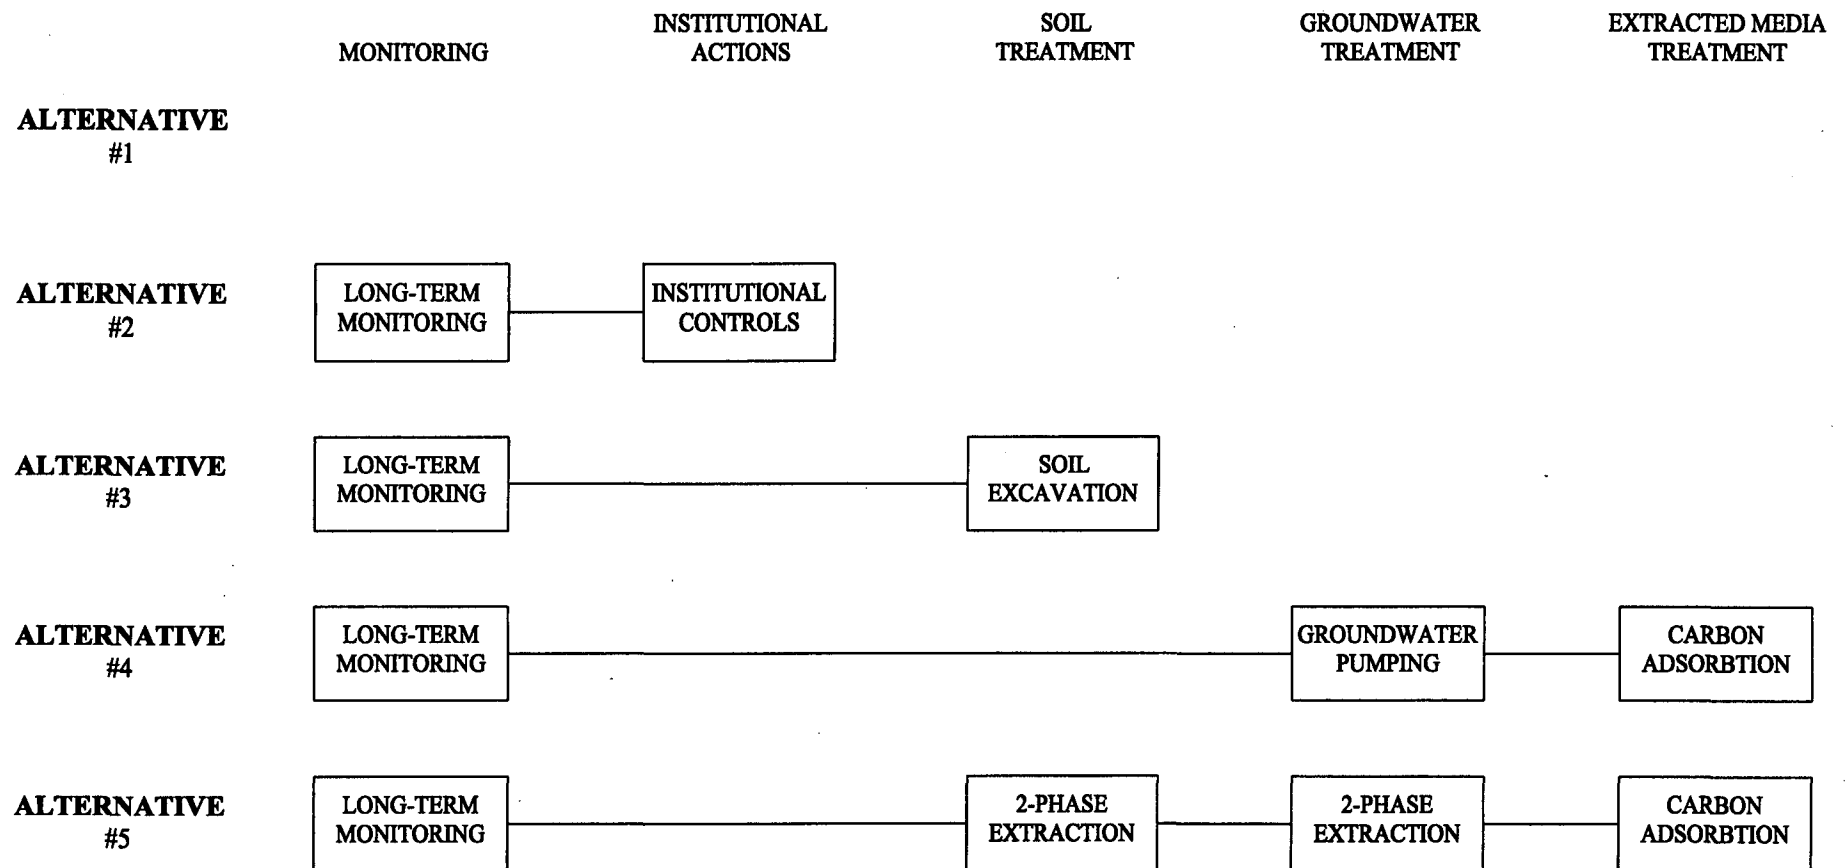 MONITORING
INSTITUTIONAL
ACTIONS
SOIL
TREATMENT
GROUNDWATER
TREATMENT
EXTRACTED MEDIA
TREATMENT
ALTERNATIVE
#1
ALTERNATIVE
#2
LONG-TERM
MONITORING
INSTITUTIONAL
CONTROLS
ALTERNATIVE
#3
LONG-TERM
MONITORING
SOIL
EXCAVATION
ALTERNATIVE
#4
LONG-TERM
MONITORING
GROUNDWATER
PUMPING
CARBON
ADSORBTION
ALTERNATIVE
#5
LONG-TERM
MONITORING
2-PHASE
EXTRACTION
2-PHASE
EXTRACTION
CARBON
ADSORBTION